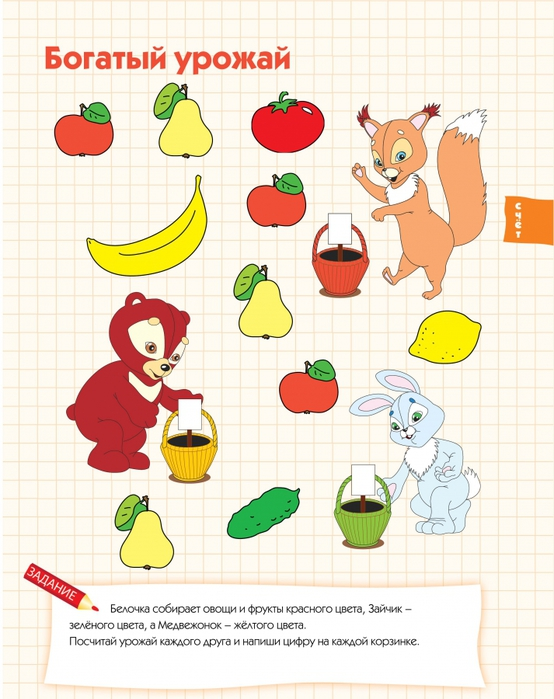 Богатый урожай
счёт
ЗАДАНИЕ
Белочка собирает овощи и фрукты красного цвета, Зайчик –
зелёного цвета, а Медвежонок – жёлтого цвета.
Посчитай урожай каждого друга и напиши цифру на каждой корзинке.